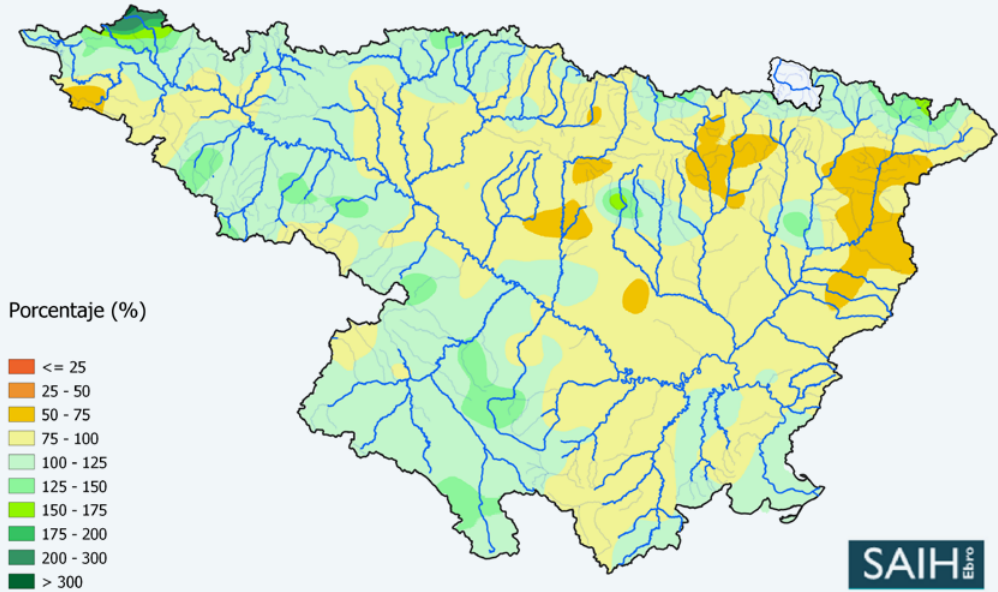 Porcentaje (%)
<= 25
25 - 50
50 - 75
75 - 100
100 - 125
125 - 150
150 - 175
175 - 200
200 - 300
> 300
SAIH Ebro